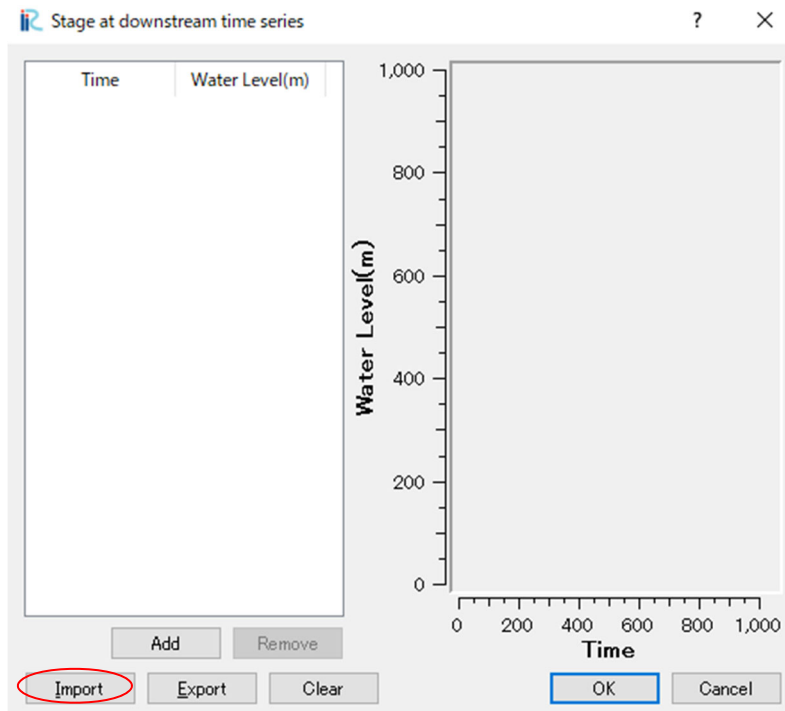 iRC Stage at downstream time series ? ×
Time Water Level(m)
1,000
800
600
400
200
0
Water Level(m)
0 200 400 600 800 1,000
Time
Add Remove
Import Export Clear OK Cancel